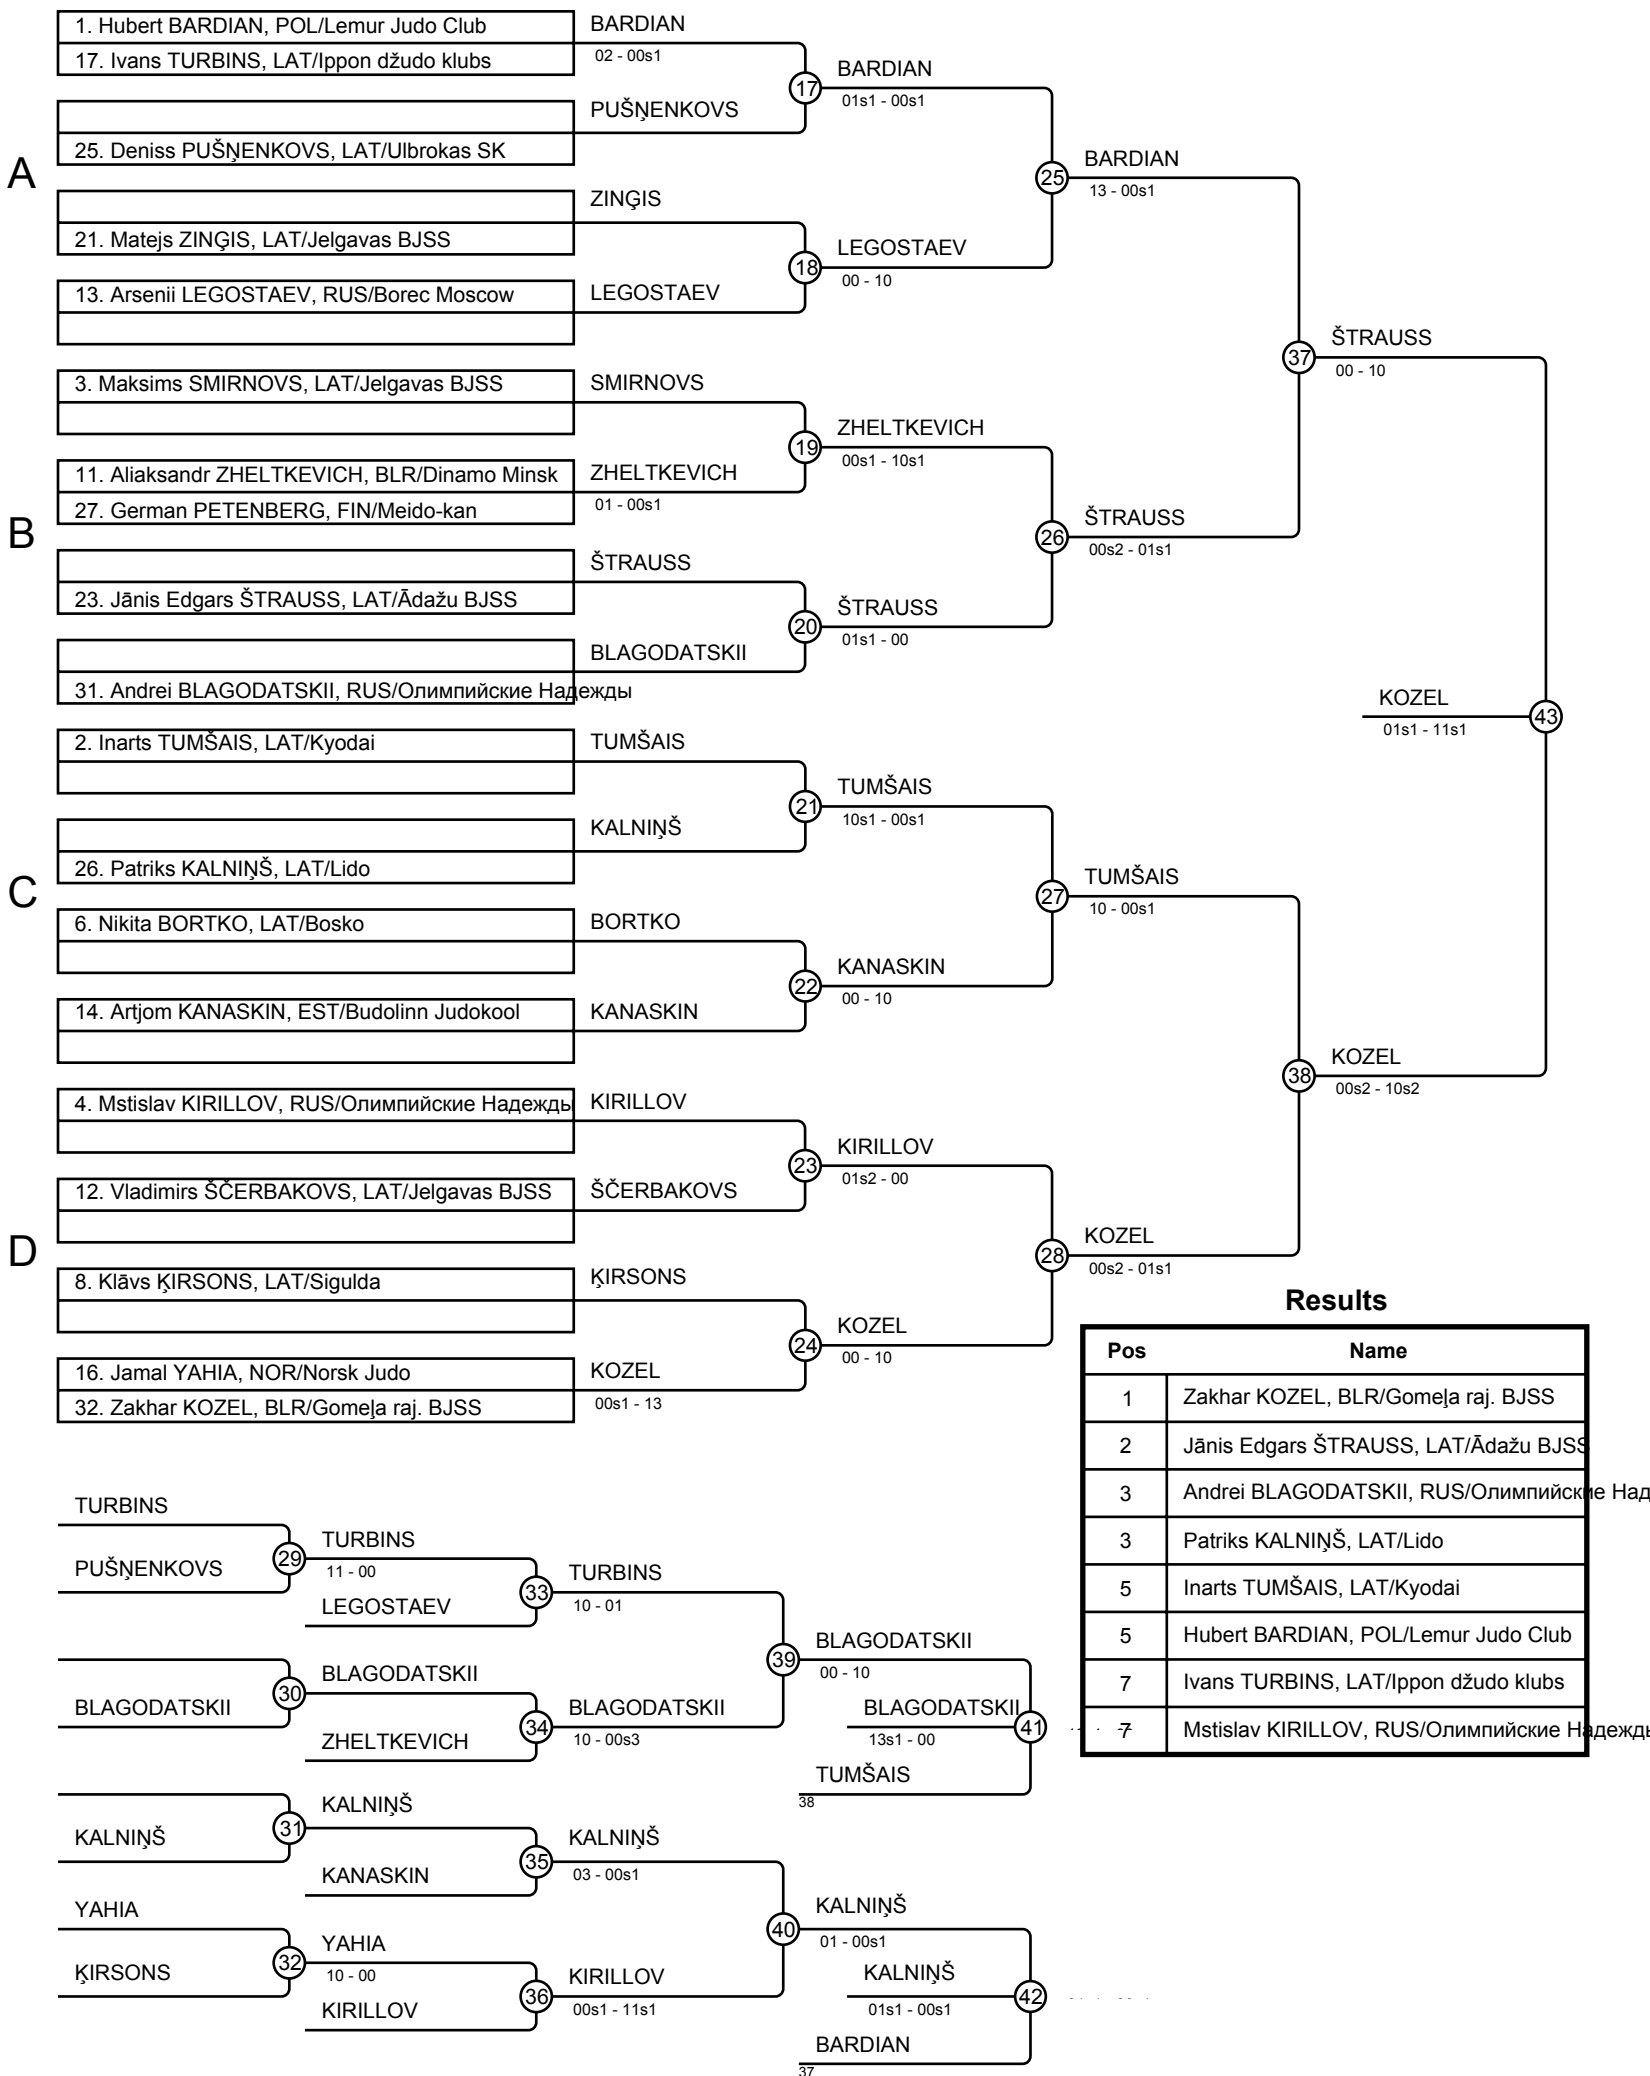 1. Hubert BARDIAN, POL/Lemur Judo Club
17. Ivans TURBINS, LAT/Ippon džudo klubs
BARDIAN
02 - 00s1
25. Deniss PUŠŅENKOVS, LAT/Ulbrokas SK
PUŠŅENKOVS
17
BARDIAN
01s1 - 00s1
A
21. Matejs ZIŅĢIS, LAT/Jelgavas BJSS
ZIŅĢIS
13. Arsenii LEGOSTAEV, RUS/Borec Moscow
LEGOSTAEV
18
LEGOSTAEV
00 - 10
25
BARDIAN
13 - 00s1
3. Maksims SMIRNOVS, LAT/Jelgavas BJSS
SMIRNOVS
11. Aliaksandr ZHELTKEVICH, BLR/Dinamo Minsk
27. German PETENBERG, FIN/Meido-kan
ZHELTKEVICH
01 - 00s1
19
ZHELTKEVICH
00s1 - 10s1
B
23. Jānis Edgars ŠTRAUSS, LAT/Ādažu BJSS
ŠTRAUSS
31. Andrei BLAGODATSKII, RUS/Олимпийские Надежды
BLAGODATSKII
20
ŠTRAUSS
01s1 - 00
26
ŠTRAUSS
00s2 - 01s1
37
ŠTRAUSS
00 - 10
2. Inarts TUMŠAIS, LAT/Kyodai
TUMŠAIS
26. Patriks KALNIŅŠ, LAT/Lido
KALNIŅŠ
21
TUMŠAIS
10s1 - 00s1
C
6. Nikita BORTKO, LAT/Bosko
BORTKO
14. Artjom KANASKIN, EST/Budolinn Judokool
KANASKIN
22
KANASKIN
00 - 10
27
TUMŠAIS
10 - 00s1
4. Mstislav KIRILLOV, RUS/Олимпийские Надежды
KIRILLOV
12. Vladimirs ŠČERBAKOVS, LAT/Jelgavas BJSS
ŠČERBAKOVS
23
KIRILLOV
01s2 - 00
D
8. Klāvs ĶIRSONS, LAT/Sigulda
ĶIRSONS
16. Jamal YAHIA, NOR/Norsk Judo
32. Zakhar KOZEL, BLR/Gomeļa raj. BJSS
KOZEL
00s1 - 13
24
KOZEL
00 - 10
28
KOZEL
00s2 - 01s1
38
KOZEL
00s2 - 10s2
KOZEL
01s1 - 11s1
43
Results
Pos Name
1 Zakhar KOZEL, BLR/Gomeļa raj. BJSS
2 Jānis Edgars ŠTRAUSS, LAT/Ādažu BJSS
3 Andrei BLAGODATSKII, RUS/Олимпийские Над
3 Patriks KALNIŅŠ, LAT/Lido
5 Inarts TUMŠAIS, LAT/Kyodai
5 Hubert BARDIAN, POL/Lemur Judo Club
7 Ivans TURBINS, LAT/Ippon džudo klubs
7 Mstislav KIRILLOV, RUS/Олимпийские Надежды
TURBINS
PUŠŅENKOVS
29
TURBINS
11 - 00
LEGOSTAEV
33
TURBINS
10 - 01
BLAGODATSKII
30
BLAGODATSKII
ZHELTKEVICH
34
BLAGODATSKII
10 - 00s3
39
BLAGODATSKII
00 - 10
BLAGODATSKII
13s1 - 00
41
TUMŠAIS
38
KALNIŅŠ
31
KALNIŅŠ
KANASKIN
35
KALNIŅŠ
03 - 00s1
YAHIA
ĶIRSONS
32
YAHIA
10 - 00
KIRILLOV
36
KIRILLOV
00s1 - 11s1
40
KALNIŅŠ
01 - 00s1
KALNIŅŠ
01s1 - 00s1
42
BARDIAN
37